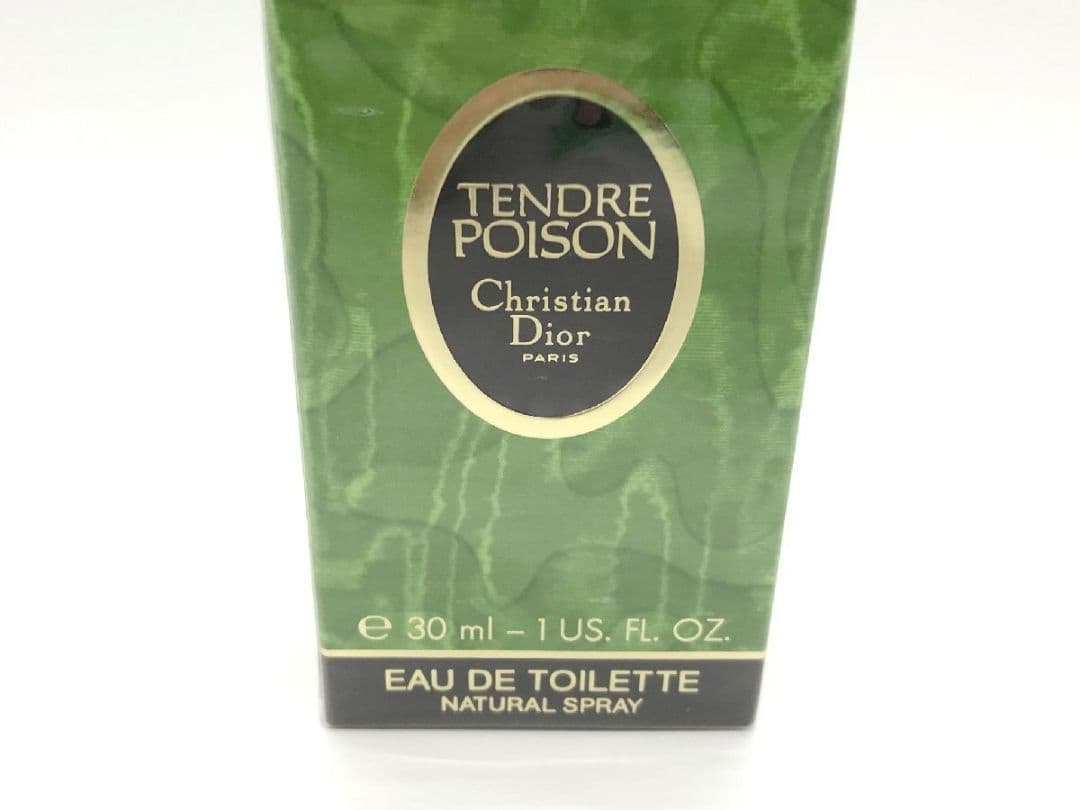 TENDRE
POISON
Christian
Dior
PARIS
℮ 30 ml – 1 US. FL. OZ.
EAU DE TOILETTE
NATURAL SPRAY